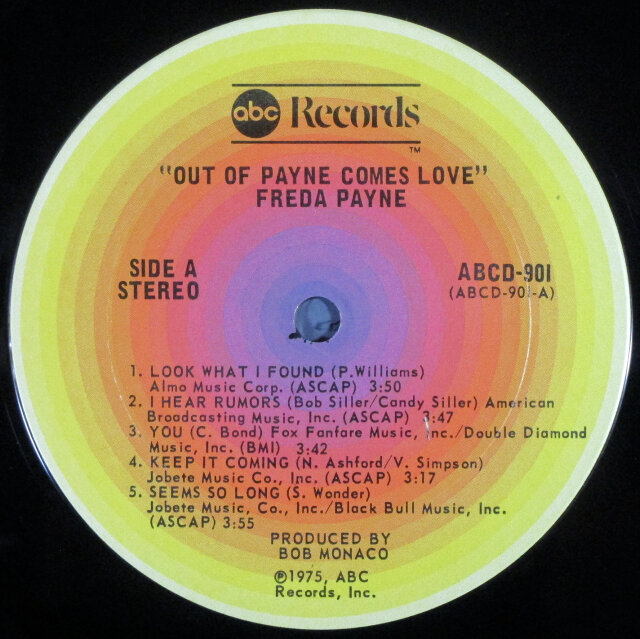 abc Records
™
"OUT OF PAYNE COMES LOVE"
FREDA PAYNE
SIDE A
STEREO
ABCD-901
(ABCD-901-A)
1. LOOK WHAT I FOUND (P.Williams)
Almo Music Corp. (ASCAP) 3:50
2. I HEAR RUMORS (Bob Siller/Candy Siller) American
Broadcasting Music, Inc. (ASCAP) 3:47
3. YOU (C. Bond) Fox Fanfare Music, Inc./Double Diamond
Music, Inc. (BMI) 3:42
4. KEEP IT COMING (N. Ashford/V. Simpson)
Jobete Music Co., Inc. (ASCAP) 3:17
5. SEEMS SO LONG (S. Wonder)
Jobete Music, Co., Inc./Black Bull Music, Inc.
(ASCAP) 3:55
PRODUCED BY
BOB MONACO
℗1975, ABC
Records, Inc.